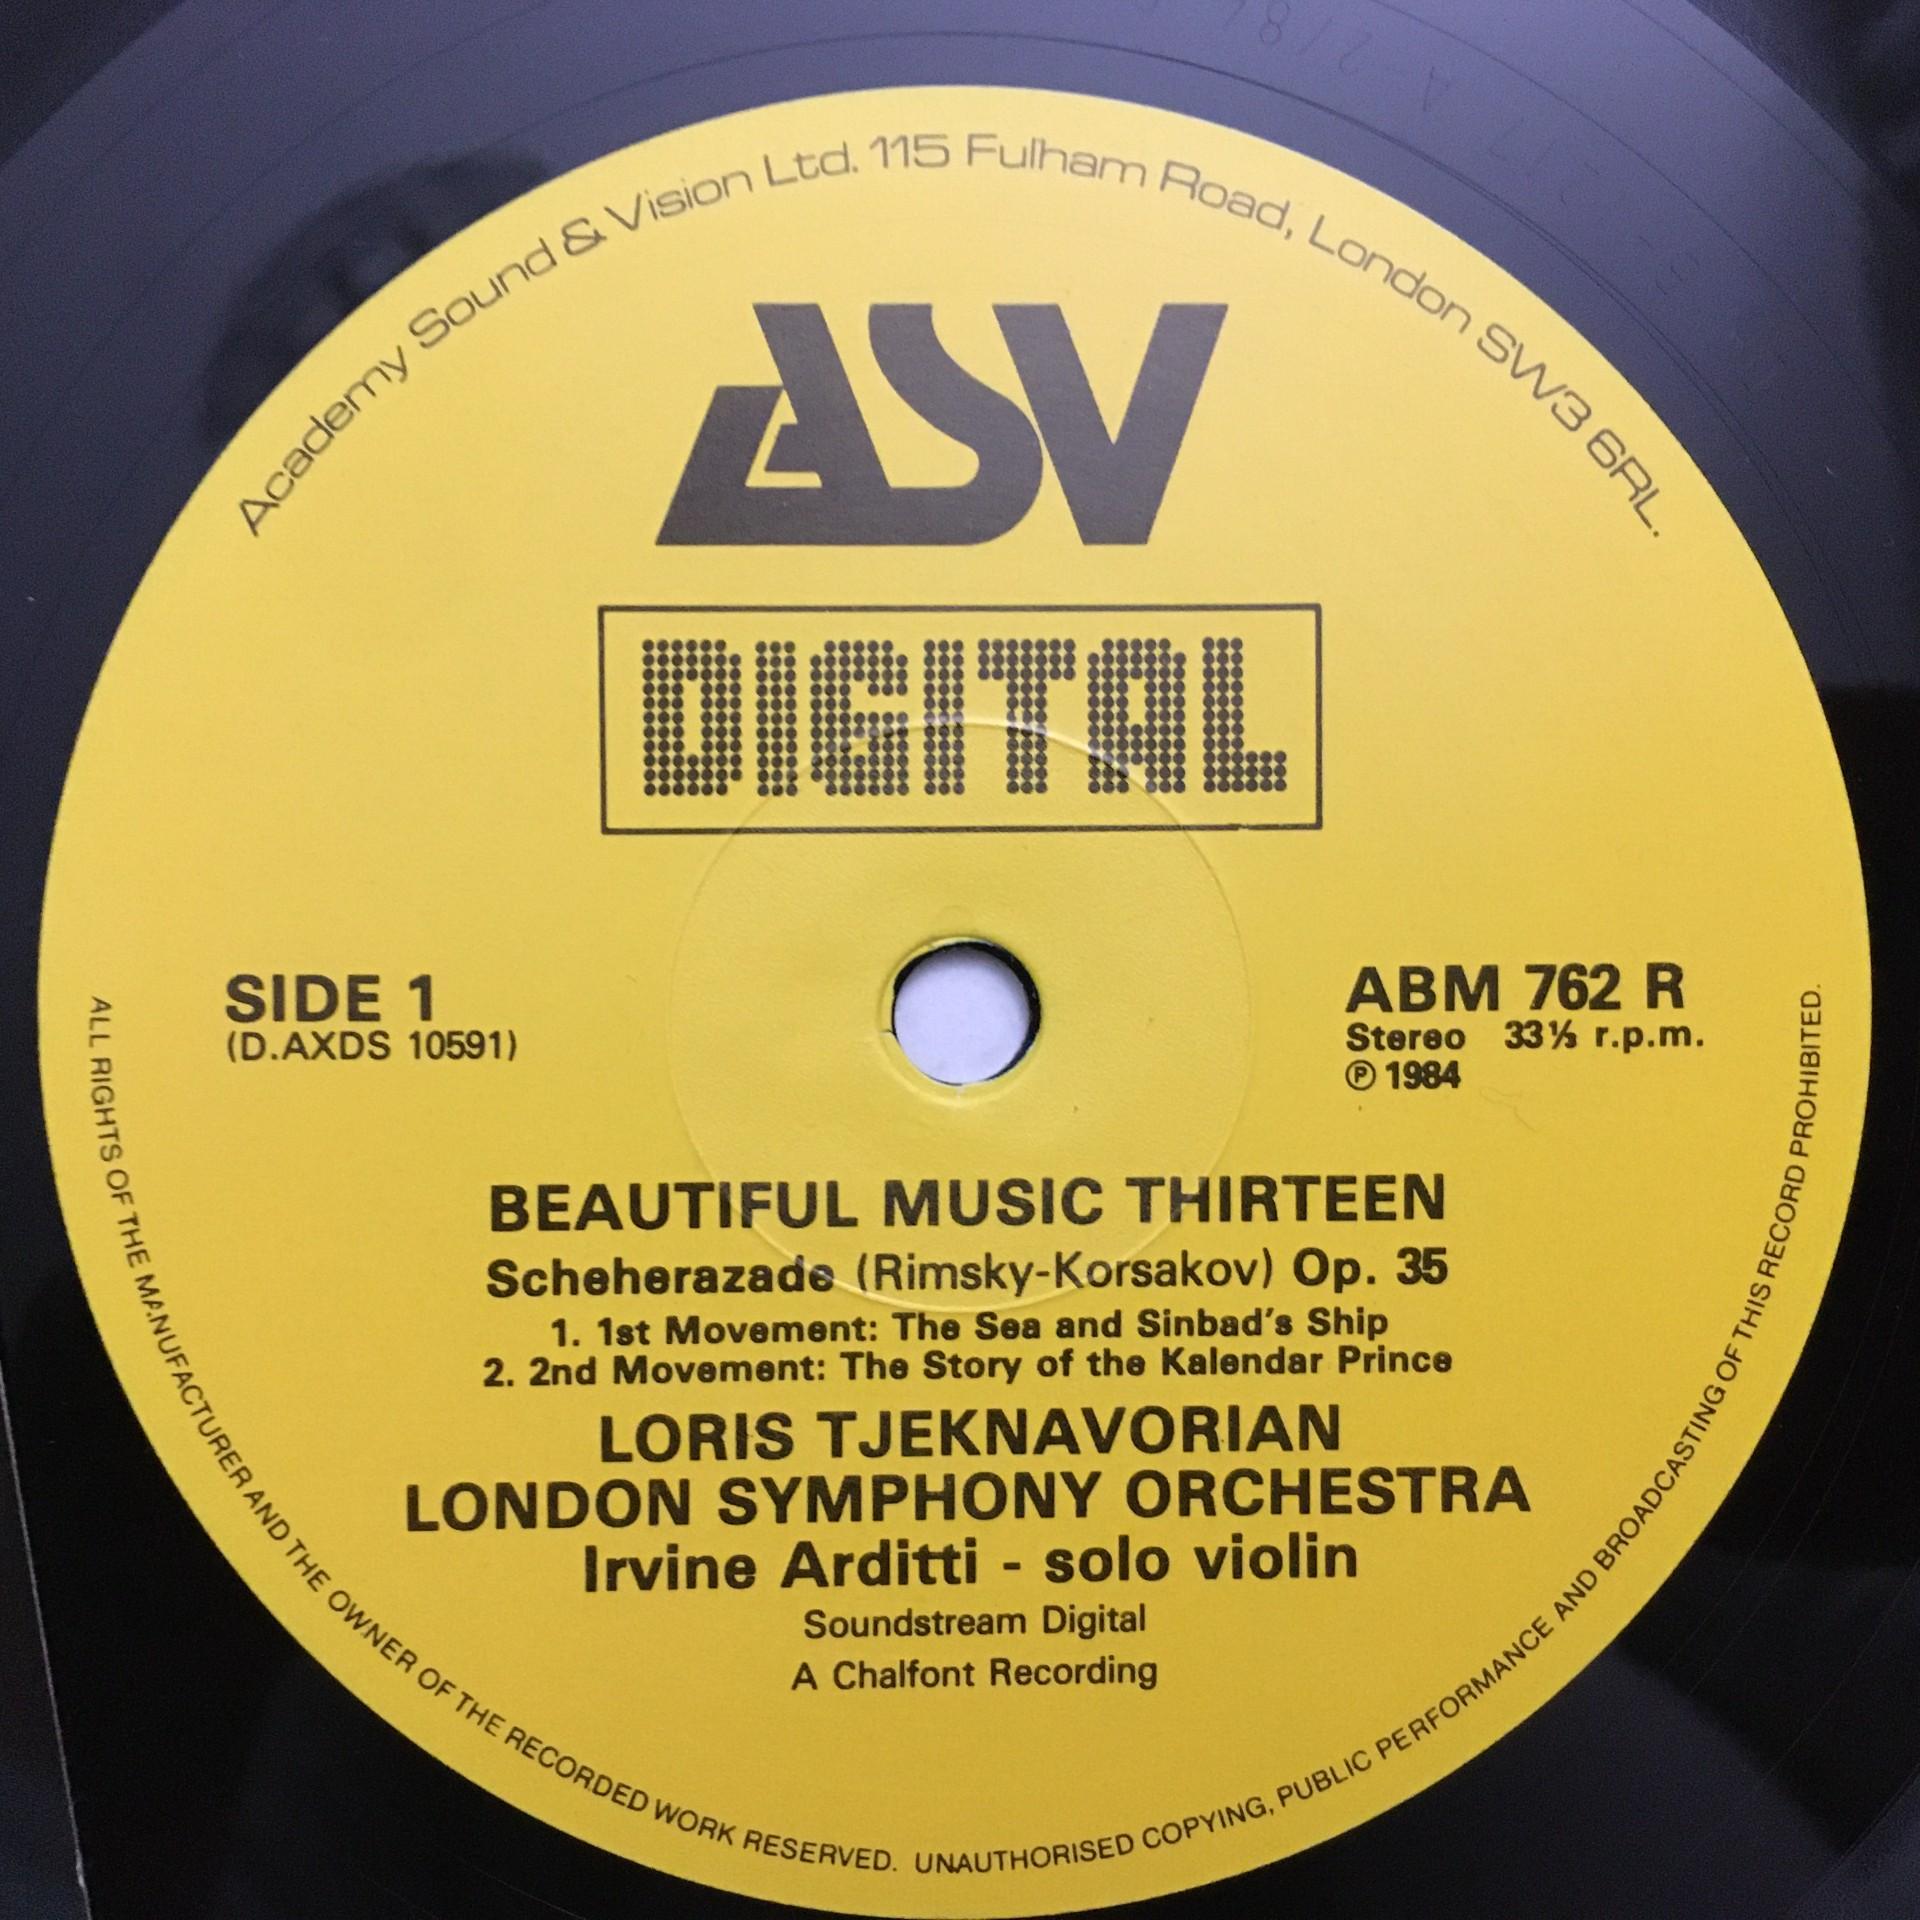 Academy Sound & Vision Ltd. 115 Fulham Road, London SW3 6RL.
ASV
DIGITAL
SIDE 1
(D.AXDS 10591)
ABM 762 R
Stereo 33⅓ r.p.m.
℗ 1984
BEAUTIFUL MUSIC THIRTEEN
Scheherazade (Rimsky-Korsakov) Op. 35
1. 1st Movement: The Sea and Sinbad's Ship
2. 2nd Movement: The Story of the Kalendar Prince
LORIS TJEKNAVORIAN
LONDON SYMPHONY ORCHESTRA
Irvine Arditti - solo violin
Soundstream Digital
A Chalfont Recording
ALL RIGHTS OF THE MANUFACTURER AND THE OWNER OF THE RECORDED WORK RESERVED. UNAUTHORISED COPYING, PUBLIC PERFORMANCE AND BROADCASTING OF THIS RECORD PROHIBITED.